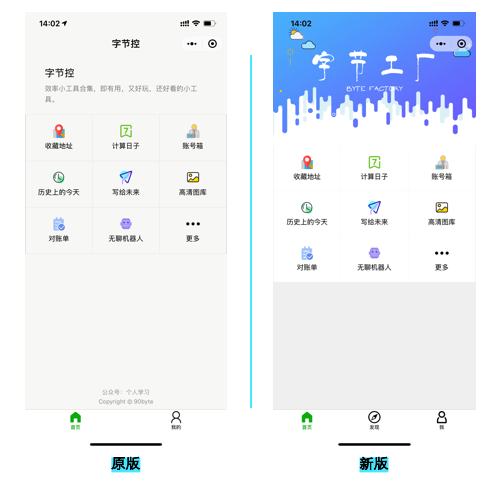 14:02
字节控
字节控
效率小工具合集，即有用，又好玩，还好看的小工
具。
收藏地址
计算日子
账号箱
历史上的今天
写给未来
高清图库
对账单
无聊机器人
更多
公众号：个人学习
Copyright @ 90byte
首页
我的
原版
14:02
字节工厂
BYTE FACTORY
收藏地址
计算日子
账号箱
历史上的今天
写给未来
高清图库
对账单
无聊机器人
更多
首页
发现
我
新版